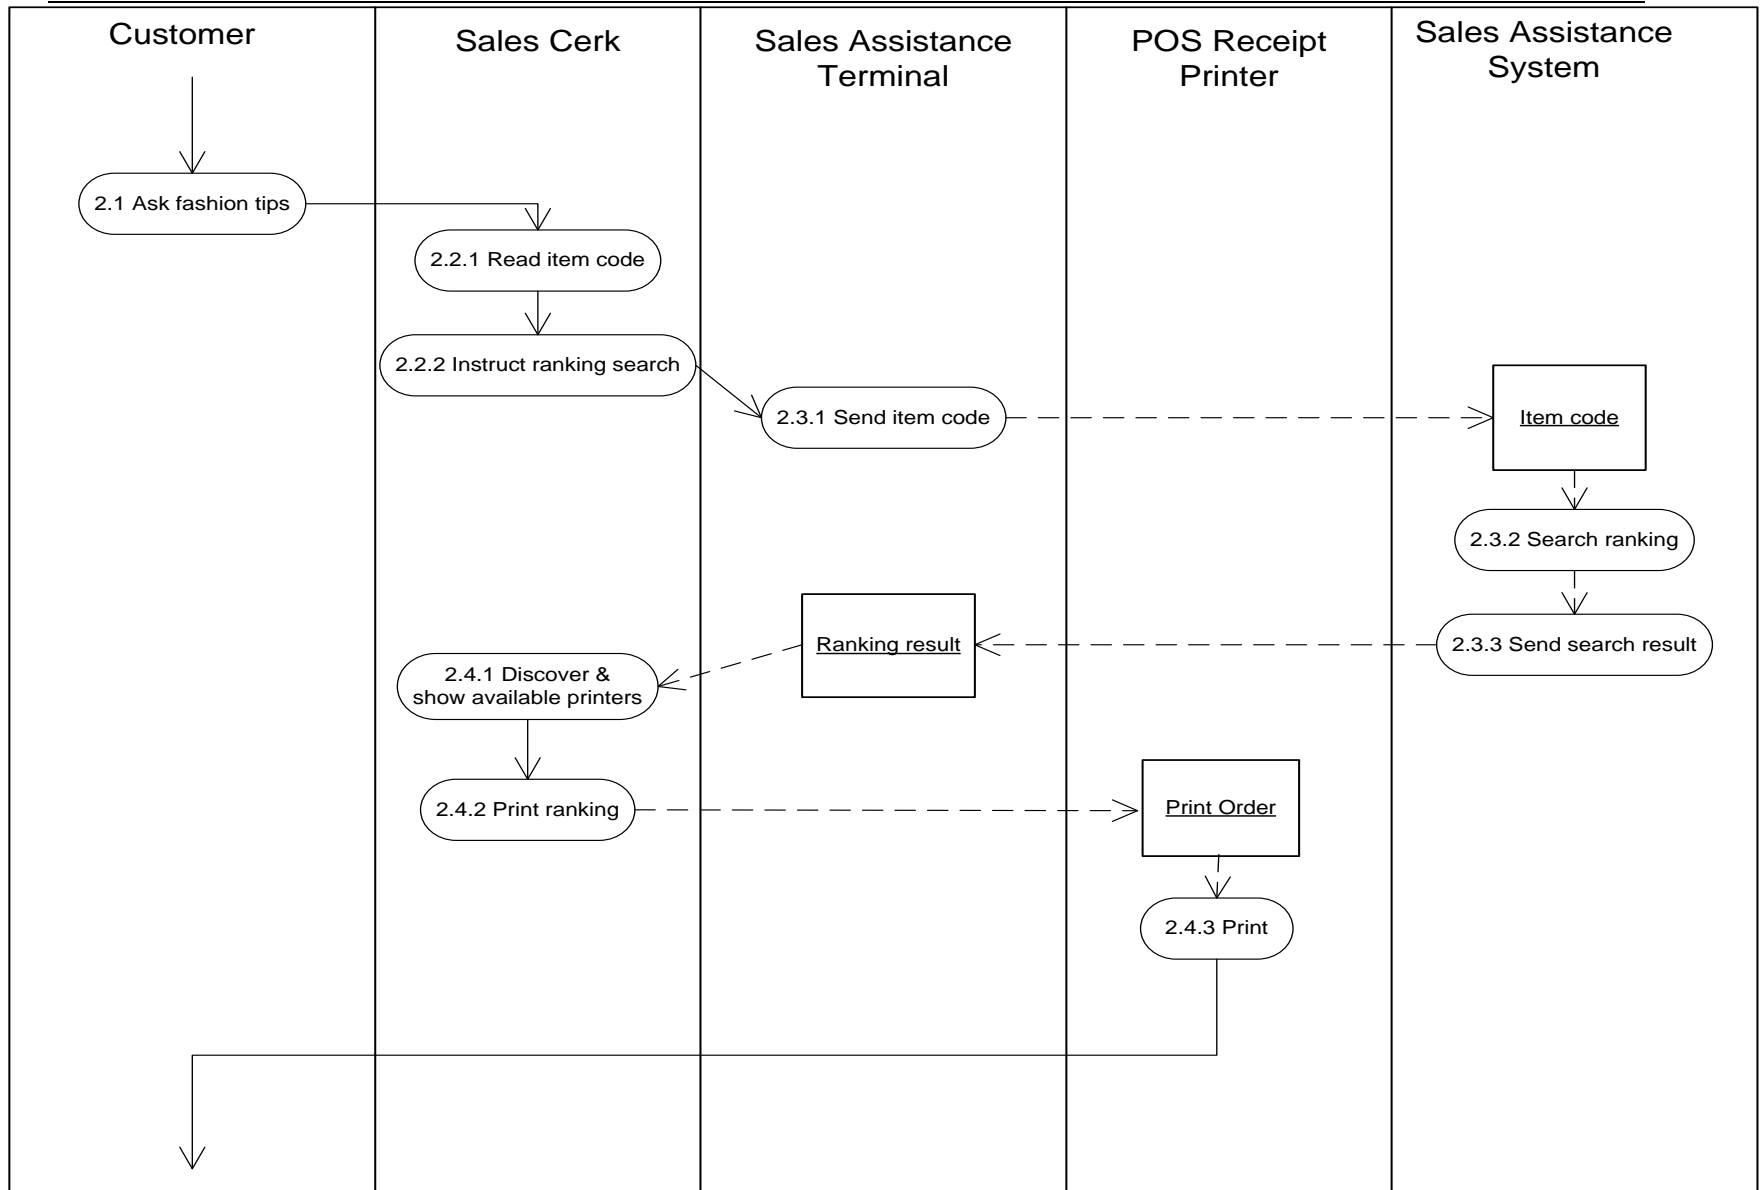 Customer
Sales Cerk
Sales Assistance
Terminal
POS Receipt
Printer
Sales Assistance
System
2.1 Ask fashion tips
2.2.1 Read item code
2.2.2 Instruct ranking search
2.3.1 Send item code
Item code
2.3.2 Search ranking
2.3.3 Send search result
Ranking result
2.4.1 Discover &
show available printers
2.4.2 Print ranking
Print Order
2.4.3 Print